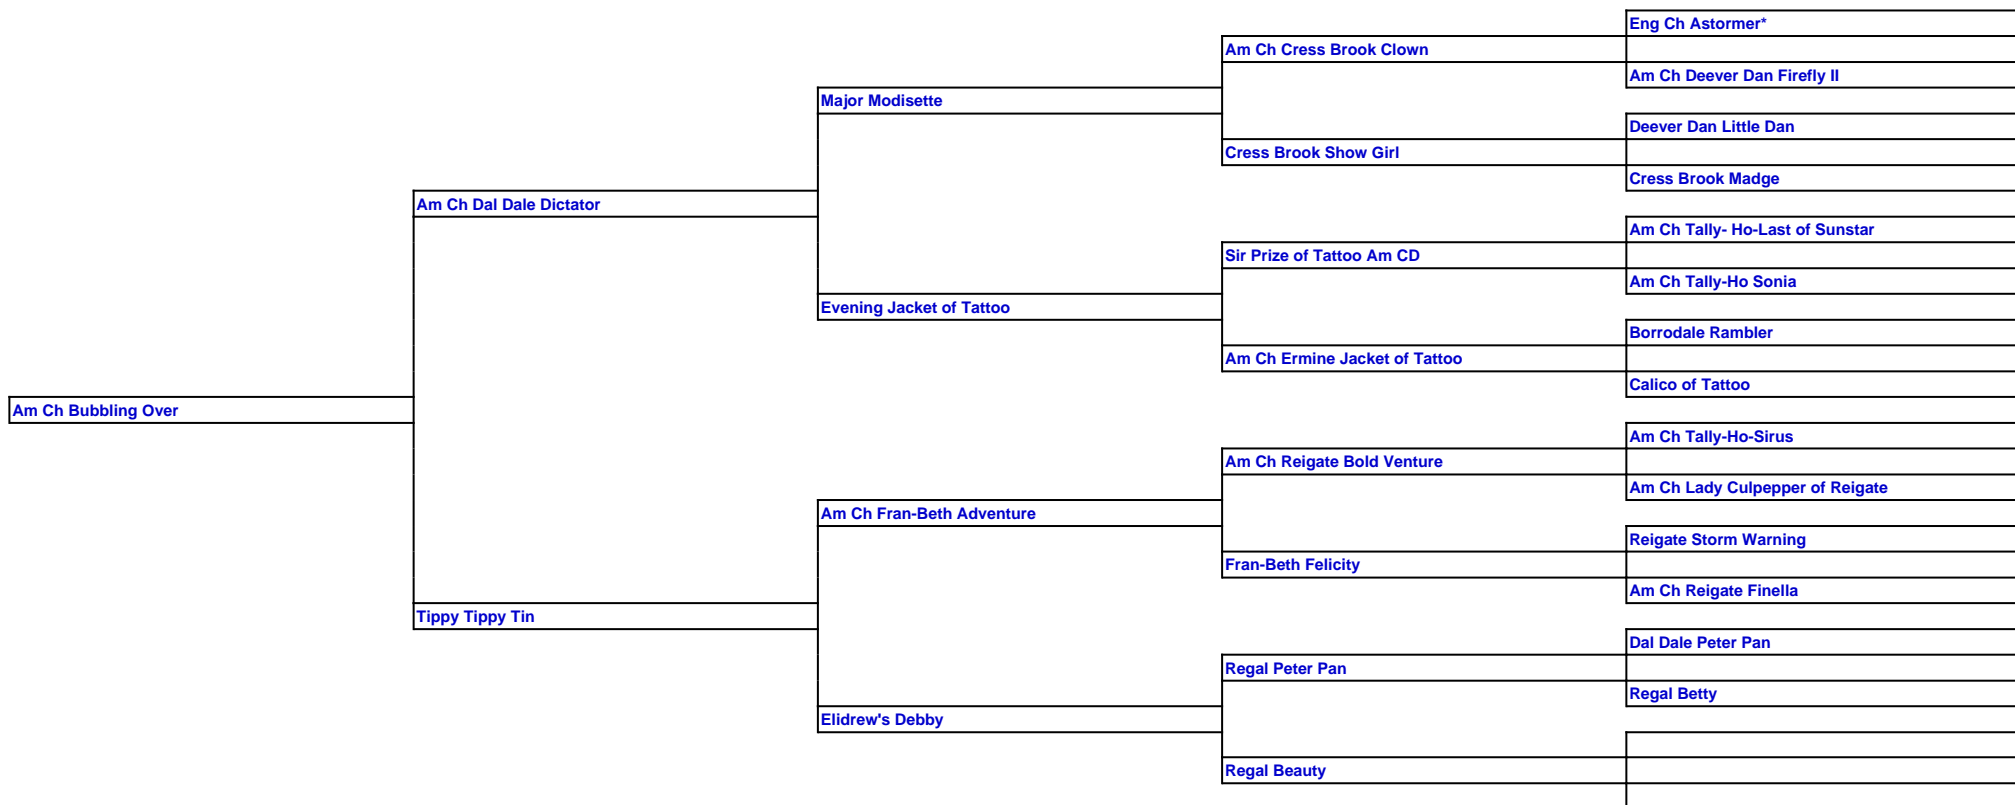 Eng Ch Astormer*
Am Ch Cress Brook Clown
Am Ch Deever Dan Firefly II
Major Modisette
Deever Dan Little Dan
Cress Brook Show Girl
Cress Brook Madge
Am Ch Dal Dale Dictator
Am Ch Tally- Ho-Last of Sunstar
Sir Prize of Tattoo Am CD
Am Ch Tally-Ho Sonia
Evening Jacket of Tattoo
Borrodale Rambler
Am Ch Ermine Jacket of Tattoo
Calico of Tattoo
Am Ch Bubbling Over
Am Ch Tally-Ho-Sirus
Am Ch Reigate Bold Venture
Am Ch Lady Culpepper of Reigate
Am Ch Fran-Beth Adventure
Reigate Storm Warning
Fran-Beth Felicity
Am Ch Reigate Finella
Tippy Tippy Tin
Dal Dale Peter Pan
Regal Peter Pan
Regal Betty
Elidrew's Debby
Regal Beauty